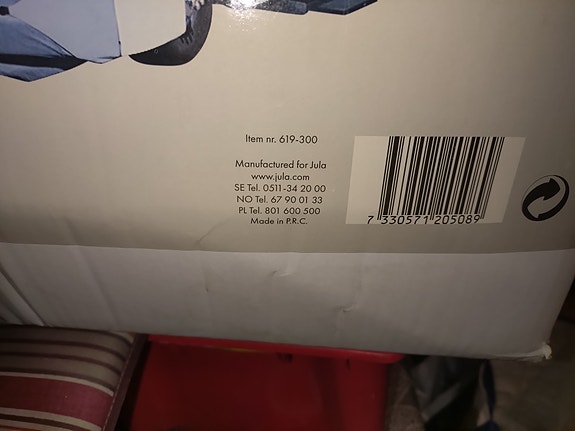 Item nr. 619-300
Manufactured for Jula
www.jula.com
SE Tel. 0511-34 20 00
NO Tel. 67 90 01 33
PL Tel. 801 600 500
Made in P.R.C.
7 330571 205089